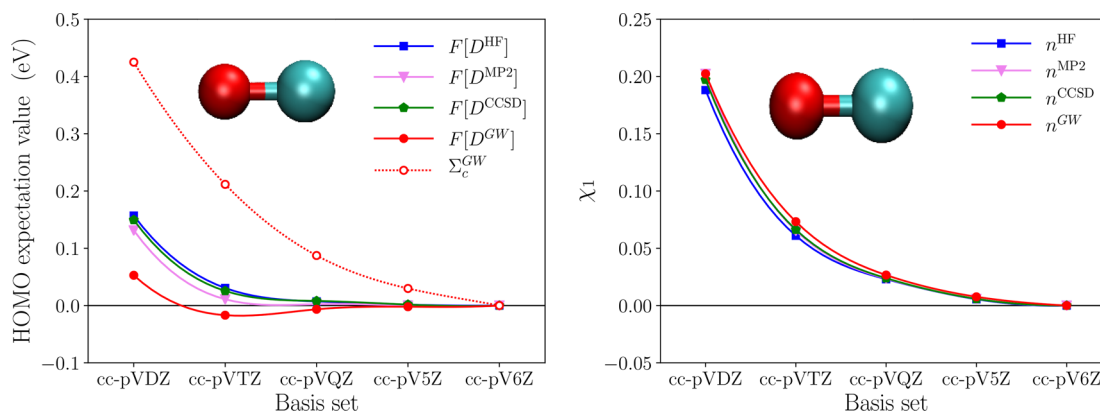 HOMO expectation value (eV)
0.5
0.4
0.3
0.2
0.1
0.0
−0.1
F[D^HF]
F[D^MP2]
F[D^CCSD]
F[D^GW]
Σ_c^GW
cc-pVDZ cc-pVTZ cc-pVQZ cc-pV5Z cc-pV6Z
Basis set
χ1
0.25
0.20
0.15
0.10
0.05
0.00
−0.05
n^HF
n^MP2
n^CCSD
n^GW
cc-pVDZ cc-pVTZ cc-pVQZ cc-pV5Z cc-pV6Z
Basis set